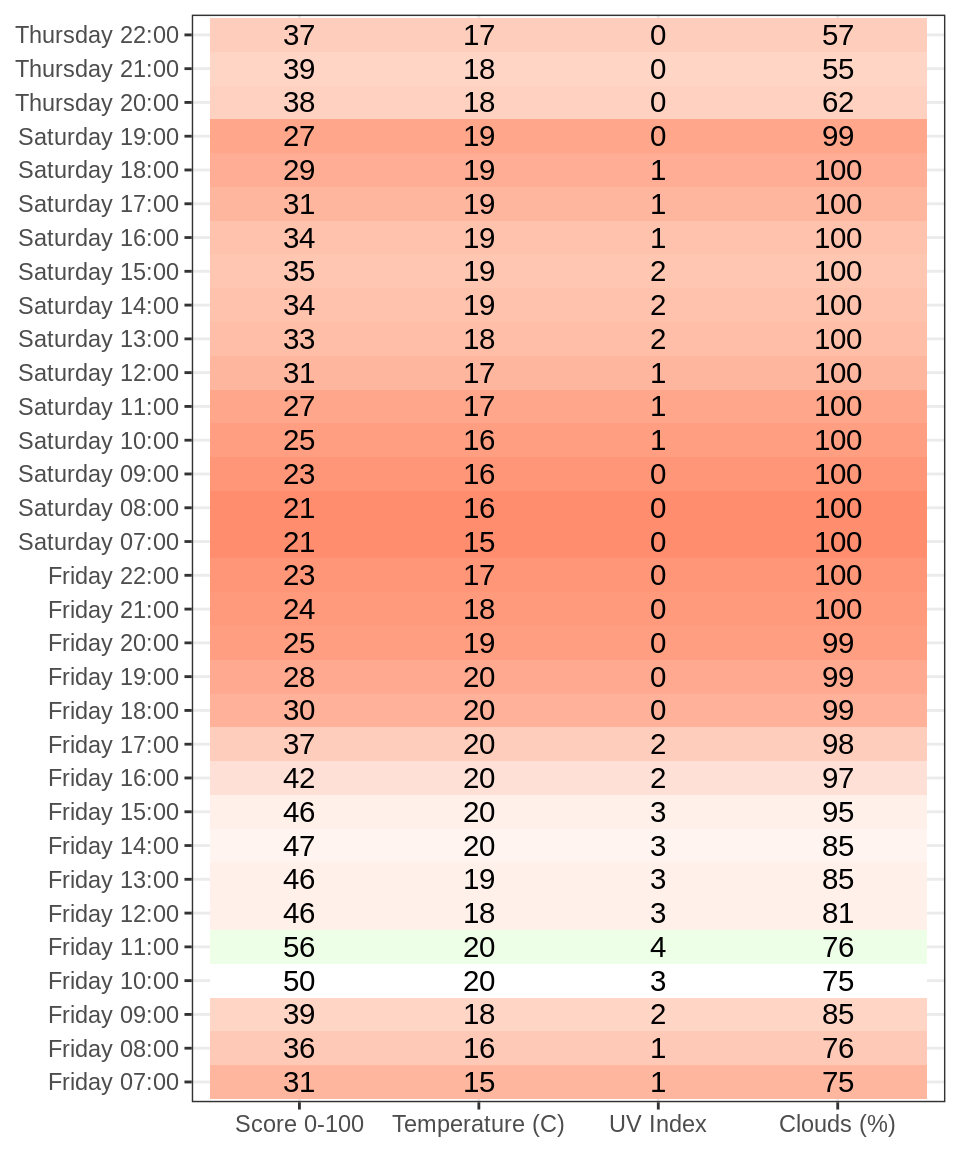 Thursday 22:00 37 17 0 57
Thursday 21:00 39 18 0 55
Thursday 20:00 38 18 0 62
Saturday 19:00 27 19 0 99
Saturday 18:00 29 19 1 100
Saturday 17:00 31 19 1 100
Saturday 16:00 34 19 1 100
Saturday 15:00 35 19 2 100
Saturday 14:00 34 19 2 100
Saturday 13:00 33 18 2 100
Saturday 12:00 31 17 1 100
Saturday 11:00 27 17 1 100
Saturday 10:00 25 16 1 100
Saturday 09:00 23 16 0 100
Saturday 08:00 21 16 0 100
Saturday 07:00 21 15 0 100
Friday 22:00 23 17 0 100
Friday 21:00 24 18 0 100
Friday 20:00 25 19 0 99
Friday 19:00 28 20 0 99
Friday 18:00 30 20 0 99
Friday 17:00 37 20 2 98
Friday 16:00 42 20 2 97
Friday 15:00 46 20 3 95
Friday 14:00 47 20 3 85
Friday 13:00 46 19 3 85
Friday 12:00 46 18 3 81
Friday 11:00 56 20 4 76
Friday 10:00 50 20 3 75
Friday 09:00 39 18 2 85
Friday 08:00 36 16 1 76
Friday 07:00 31 15 1 75
Score 0-100 Temperature (C) UV Index Clouds (%)